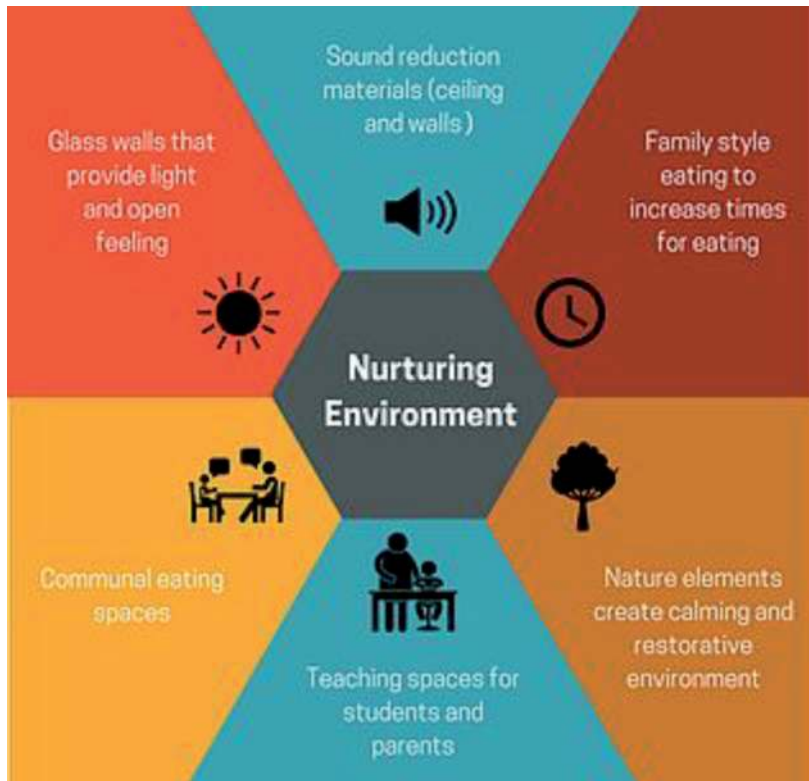 Sound reduction
materials (ceiling
and walls )
Glass walls that
provide light
and open
feeling
Family style
eating to
increase times
for eating
Nurturing
Environment
Communal eating
spaces
Nature elements
create calming and
restorative
environment
Teaching spaces for
students and
parents